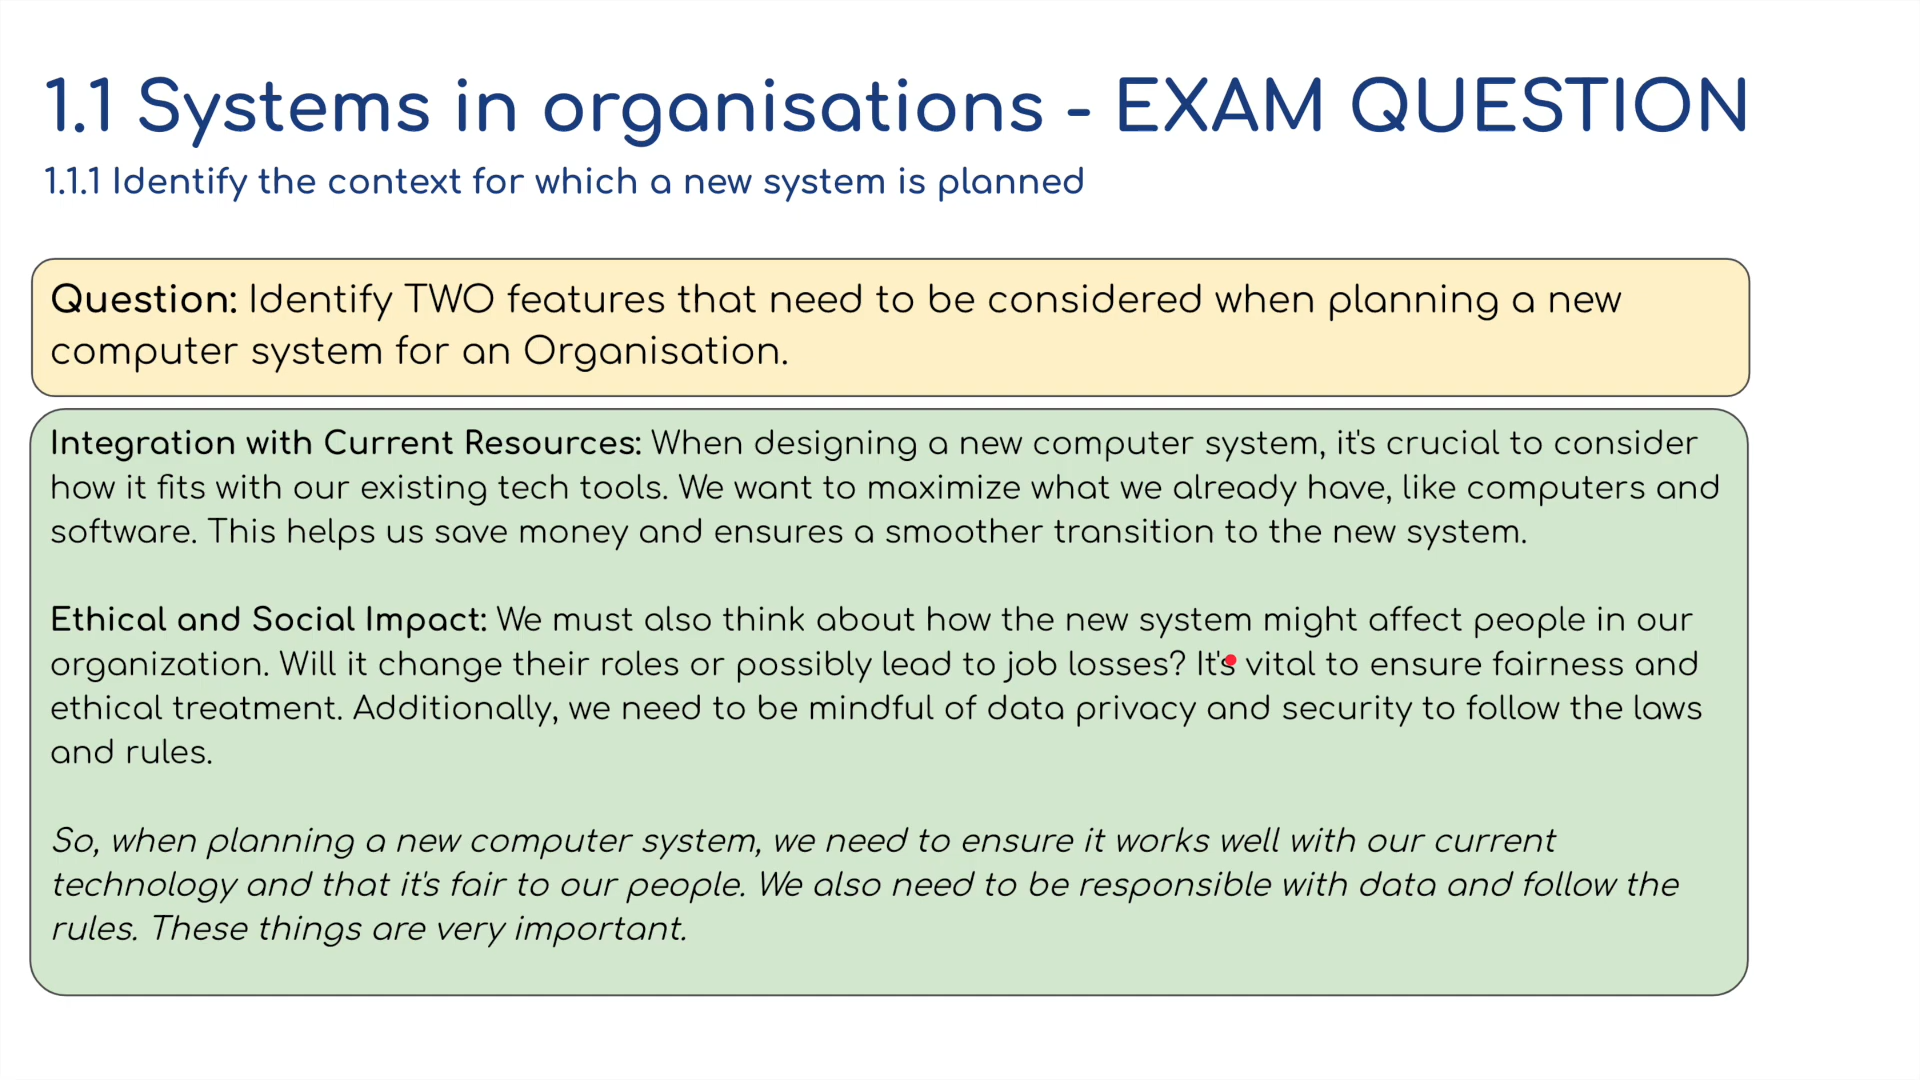 1.1 Systems in organisations - EXAM QUESTION
1.1.1 Identify the context for which a new system is planned
Question: Identify TWO features that need to be considered when planning a new
computer system for an Organisation.
Integration with Current Resources: When designing a new computer system, it's crucial to consider
how it fits with our existing tech tools. We want to maximize what we already have, like computers and
software. This helps us save money and ensures a smoother transition to the new system.
Ethical and Social Impact: We must also think about how the new system might affect people in our
organization. Will it change their roles or possibly lead to job losses? It's vital to ensure fairness and
ethical treatment. Additionally, we need to be mindful of data privacy and security to follow the laws
and rules.
So, when planning a new computer system, we need to ensure it works well with our current
technology and that it's fair to our people. We also need to be responsible with data and follow the
rules. These things are very important.